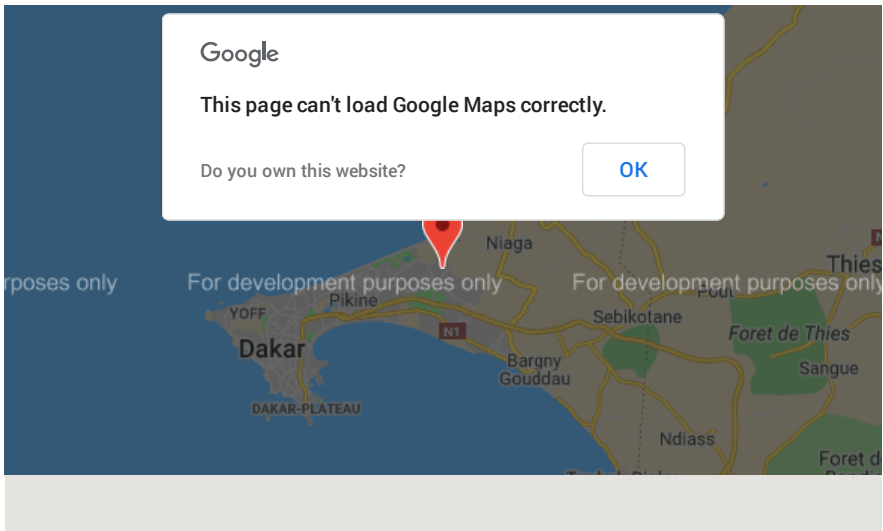 Google
This page can't load Google Maps correctly.
Do you own this website?
OK
Niaga
Thies
rposes only
For development purposes only
For development purposes only
Pout
Pikine
YOFF
Sebikotane
N1
Foret de Thies
Dakar
Bargny
Gouddau
Sangue
DAKAR-PLATEAU
Ndiass
Foret d